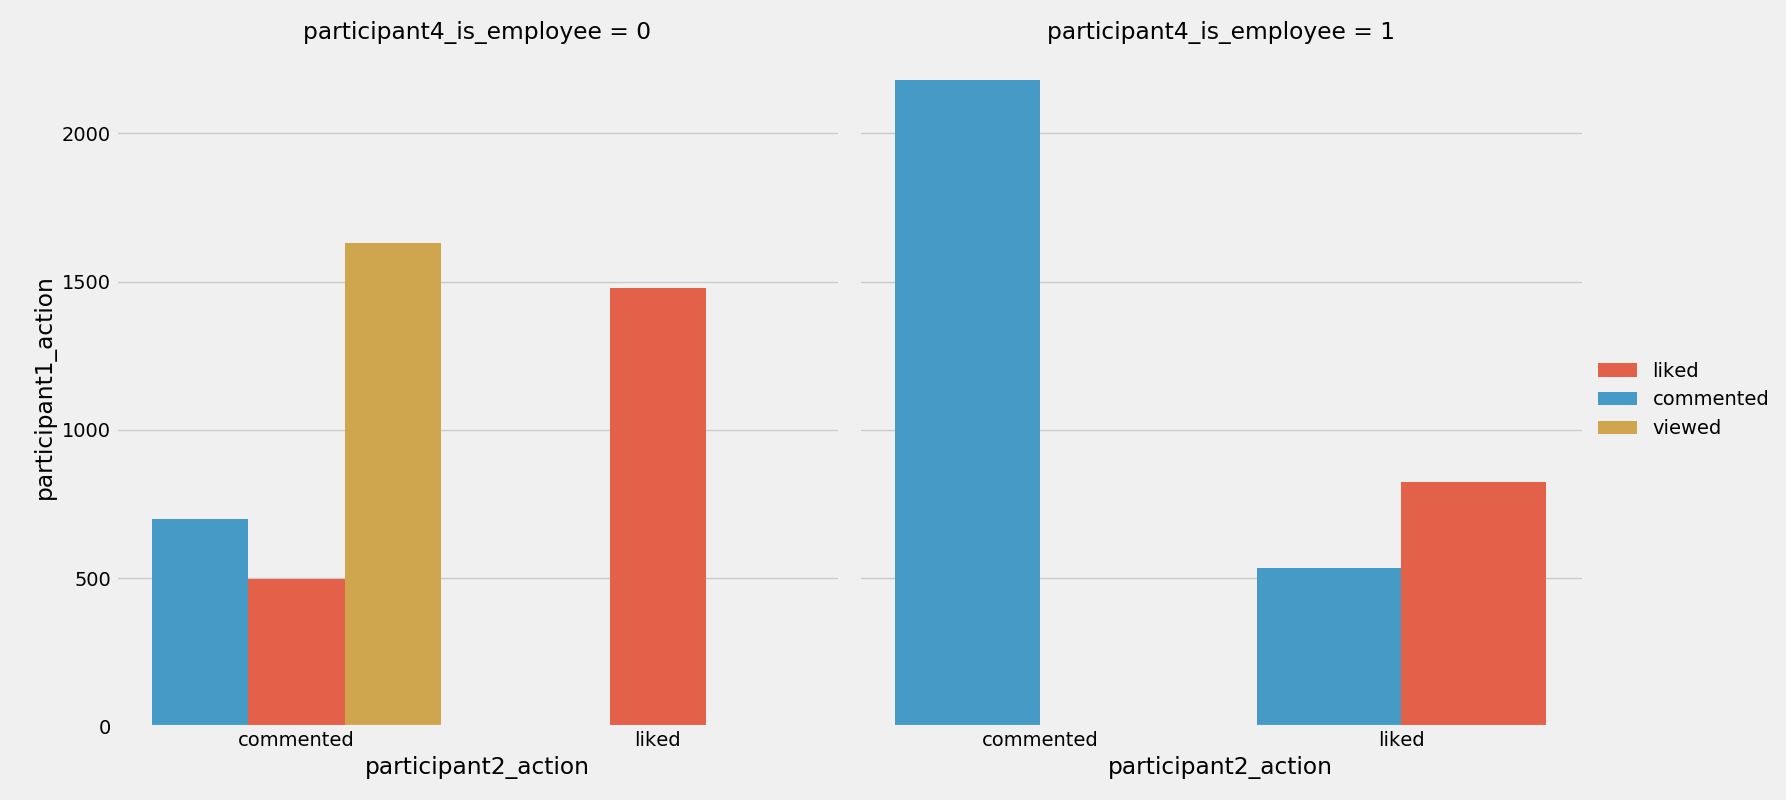 participant4_is_employee = 0
participant4_is_employee = 1
participant1_action
2000
1500
1000
500
0
commented
liked
participant2_action
commented
liked
participant2_action
liked
commented
viewed